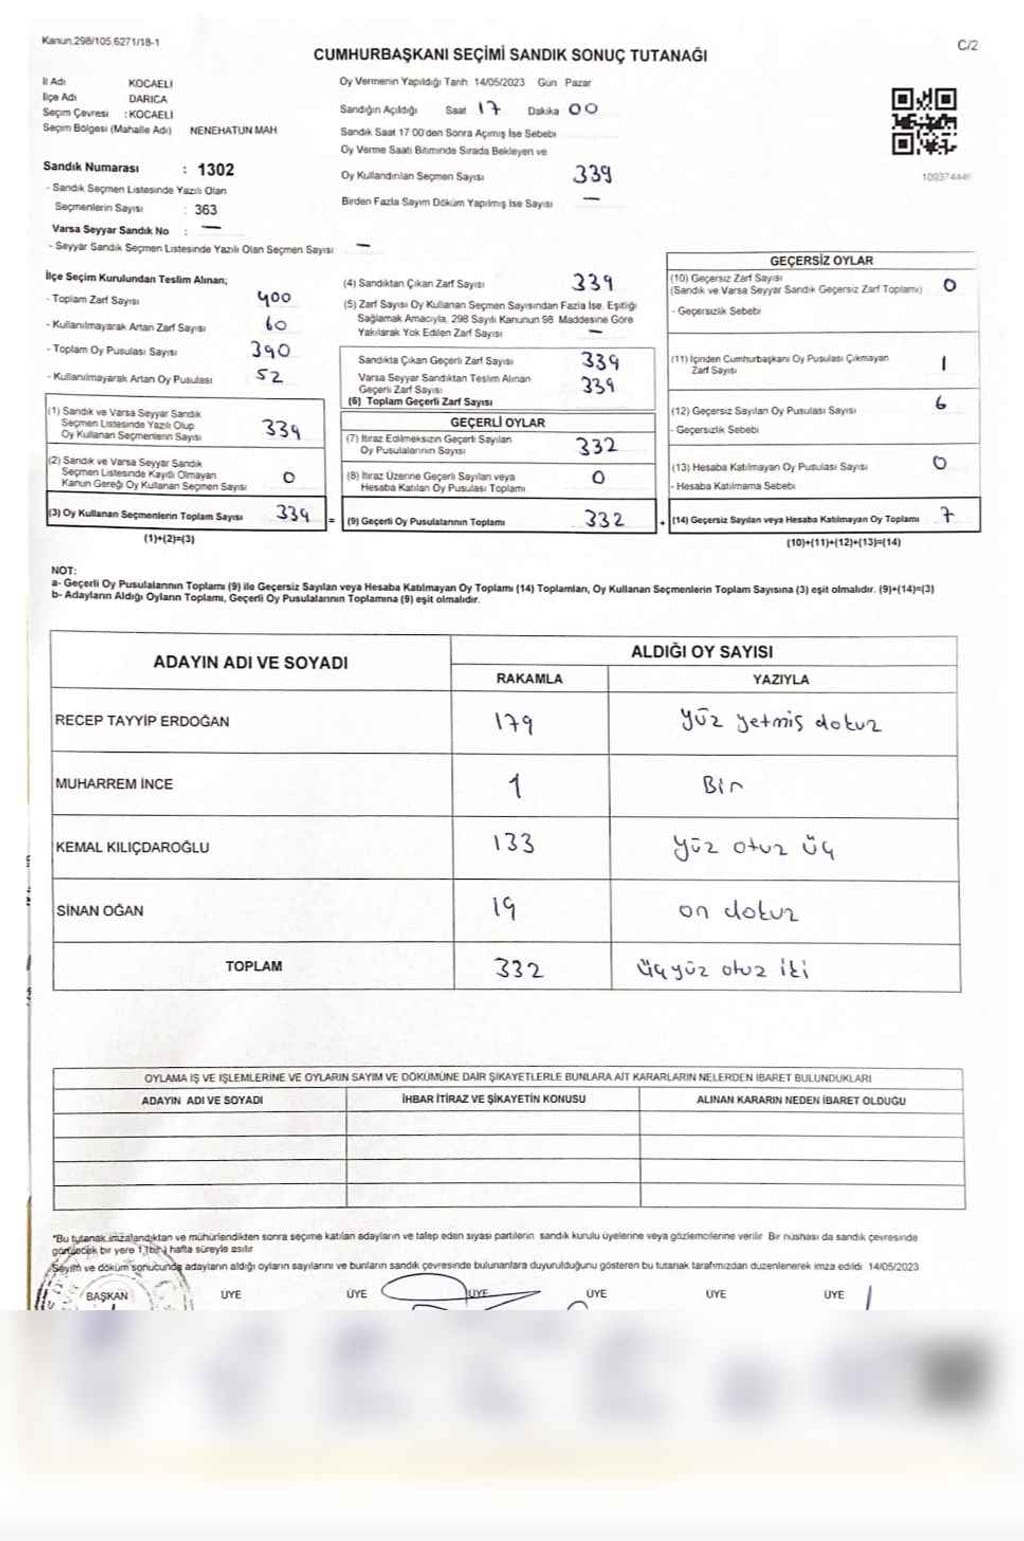 Kanun:298/105,6271/18-1
C/2
CUMHURBAŞKANI SEÇİMİ SANDIK SONUÇ TUTANAĞI
İl Adı KOCAELİ
İlçe Adı DARICA
Seçim Çevresi : KOCAELİ
Seçim Bölgesi (Mahalle Adı) NENEHATUN MAH
Sandık Numarası : 1302
- Sandık Seçmen Listesinde Yazılı Olan
Seçmenlerin Sayısı : 363
Varsa Seyyar Sandık No : —
- Seyyar Sandık Seçmen Listesinde Yazılı Olan Seçmen Sayısı —
Oy Vermenin Yapıldığı Tarih 14/05/2023 Gün Pazar
Sandığın Açıldığı Saat 17 Dakika 00
Sandık Saat 17 00'den Sonra Açımış İse Sebebi
Oy Verme Saati Bitiminde Sırada Bekleyen ve
Oy Kullandırılan Seçmen Sayısı 339
Birden Fazla Sayım Döküm Yapılmış İse Sayısı —
İlçe Seçim Kurulundan Teslim Alınan;
- Toplam Zarf Sayısı 400
- Kullanılmayarak Artan Zarf Sayısı 60
- Toplam Oy Pusulası Sayısı 390
- Kullanılmayarak Artan Oy Pusulası 52
(1) Sandık ve Varsa Seyyar Sandık
Seçmen Listesinde Yazılı Olup
Oy Kullanan Seçmenlerin Sayısı 339
(2) Sandık ve Varsa Seyyar Sandık
Seçmen Listesinde Kayıtlı Olmayan
Kanun Gereği Oy Kullanan Seçmen Sayısı 0
(3) Oy Kullanan Seçmenlerin Toplam Sayısı 339 =
(1)+(2)=(3)
(4) Sandıktan Çıkan Zarf Sayısı 339
(5) Zarf Sayısı Oy Kullanan Seçmen Sayısından Fazla İse, Eşitliği
Sağlamak Amacıyla, 298 Sayılı Kanunun 98 Maddesine Göre
Yakılarak Yok Edilen Zarf Sayısı —
Sandıkta Çıkan Geçerli Zarf Sayısı 339
Varsa Seyyar Sandıktan Teslim Alınan
Geçerli Zarf Sayısı 339
(6) Toplam Geçerli Zarf Sayısı
GEÇERLİ OYLAR
(7) İtiraz Edilmeksizin Geçerli Sayılan
Oy Pusulalarının Sayısı 332
(8) İtiraz Üzerine Geçerli Sayılan veya
Hesaba Katılan Oy Pusulası Toplamı 0
(9) Geçerli Oy Pusulalarının Toplamı 332 +
GEÇERSİZ OYLAR
(10) Geçersiz Zarf Sayısı
(Sandık ve Varsa Seyyar Sandık Geçersiz Zarf Toplamı) 0
- Geçersizlik Sebebi
(11) İçinden Cumhurbaşkanı Oy Pusulası Çıkmayan
Zarf Sayısı 1
(12) Geçersiz Sayılan Oy Pusulası Sayısı 6
- Geçersizlik Sebebi
(13) Hesaba Katılmayan Oy Pusulası Sayısı 0
- Hesaba Katılmama Sebebi
(14) Geçersiz Sayılan veya Hesaba Katılmayan Oy Toplamı 7
(10)+(11)+(12)+(13)=(14)
NOT:
a- Geçerli Oy Pusulalarının Toplamı (9) ile Geçersiz Sayılan veya Hesaba Katılmayan Oy Toplamı (14) Toplamları, Oy Kullanan Seçmenlerin Toplam Sayısına (3) eşit olmalıdır. (9)+(14)=(3)
b- Adayların Aldığı Oyların Toplamı, Geçerli Oy Pusulalarının Toplamına (9) eşit olmalıdır.
ADAYIN ADI VE SOYADI ALDIĞI OY SAYISI
RAKAMLA YAZIYLA
RECEP TAYYİP ERDOĞAN 179 yüz yetmiş dokuz
MUHARREM İNCE 1 Bir
KEMAL KILIÇDAROĞLU 133 yüz otuz üç
SİNAN OĞAN 19 on dokuz
TOPLAM 332 üçyüz otuz iki
OYLAMA İŞ VE İŞLEMLERİNE VE OYLARIN SAYIM VE DÖKÜMÜNE DAİR ŞİKAYETLERLE BUNLARA AİT KARARLARIN NELERDEN İBARET BULUNDUKLARI
ADAYIN ADI VE SOYADI İHBAR İTİRAZ VE ŞİKAYETİN KONUSU ALINAN KARARIN NEDEN İBARET OLDUĞU
*Bu tutanak imzalandıktan ve mühürlendikten sonra seçime katılan adayların ve talep eden siyasi partilerin sandık kurulu üyelerine veya gözlemcilerine verilir Bir nüshası da sandık çevresinde
görülecek bir yere 1 (bir) hafta süreyle asılır
Sayım ve döküm sonucunda adayların aldığı oyların sayılarını ve bunların sandık çevresinde bulunanlara duyurulduğunu gösteren bu tutanak tarafımızdan düzenlenerek imza edildi 14/05/2023
BAŞKAN ÜYE ÜYE ÜYE ÜYE ÜYE ÜYE